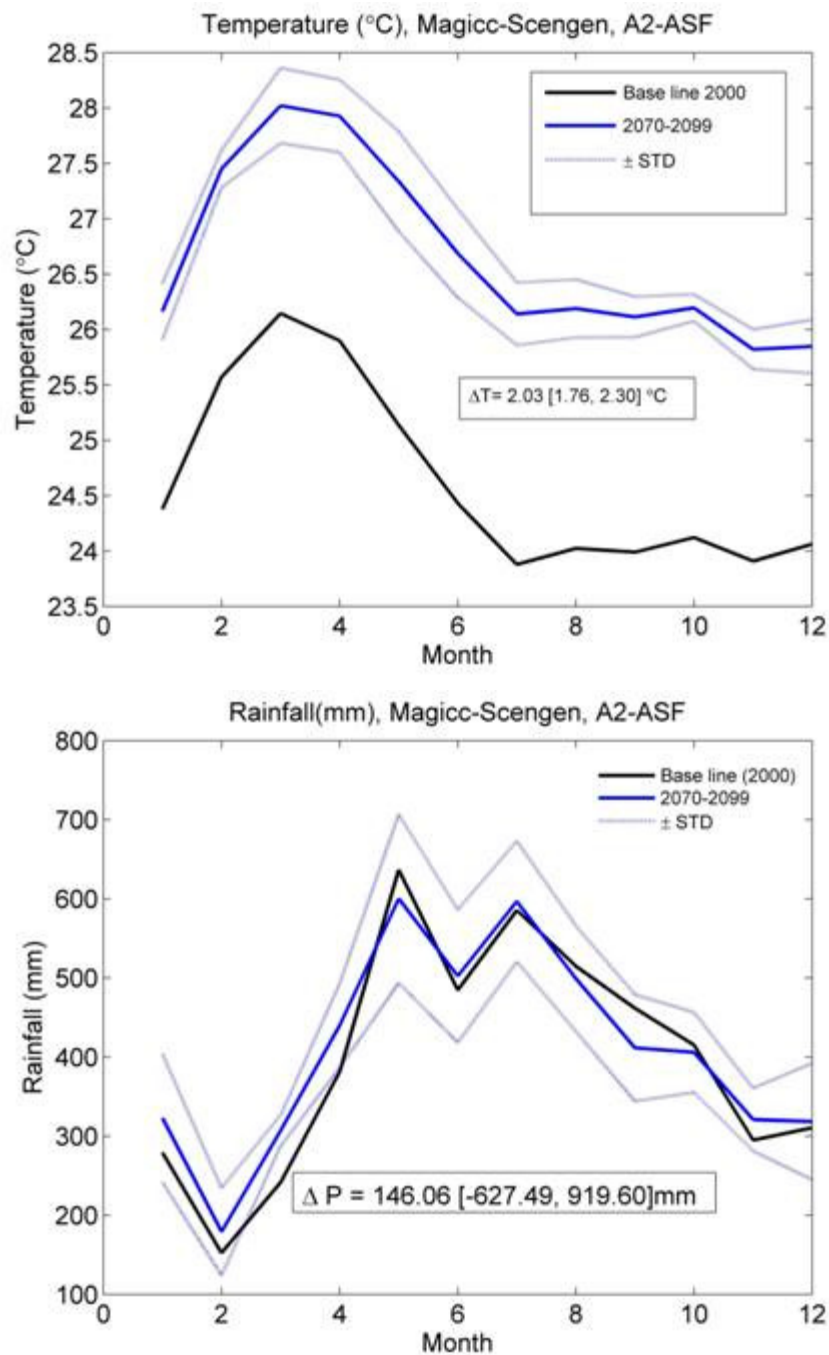 Temperature (°C), Magicc-Scengen, A2-ASF
28.5
28
27.5
27
26.5
26
25.5
25
24.5
24
23.5
Temperature (°C)
Base line 2000
2070-2099
± STD
ΔT= 2.03 [1.76, 2.30] °C
0 2 4 6 8 10 12
Month
Rainfall(mm), Magicc-Scengen, A2-ASF
800
700
600
500
400
300
200
100
Rainfall (mm)
Base line (2000)
2070-2099
± STD
Δ P = 146.06 [-627.49, 919.60]mm
0 2 4 6 8 10 12
Month